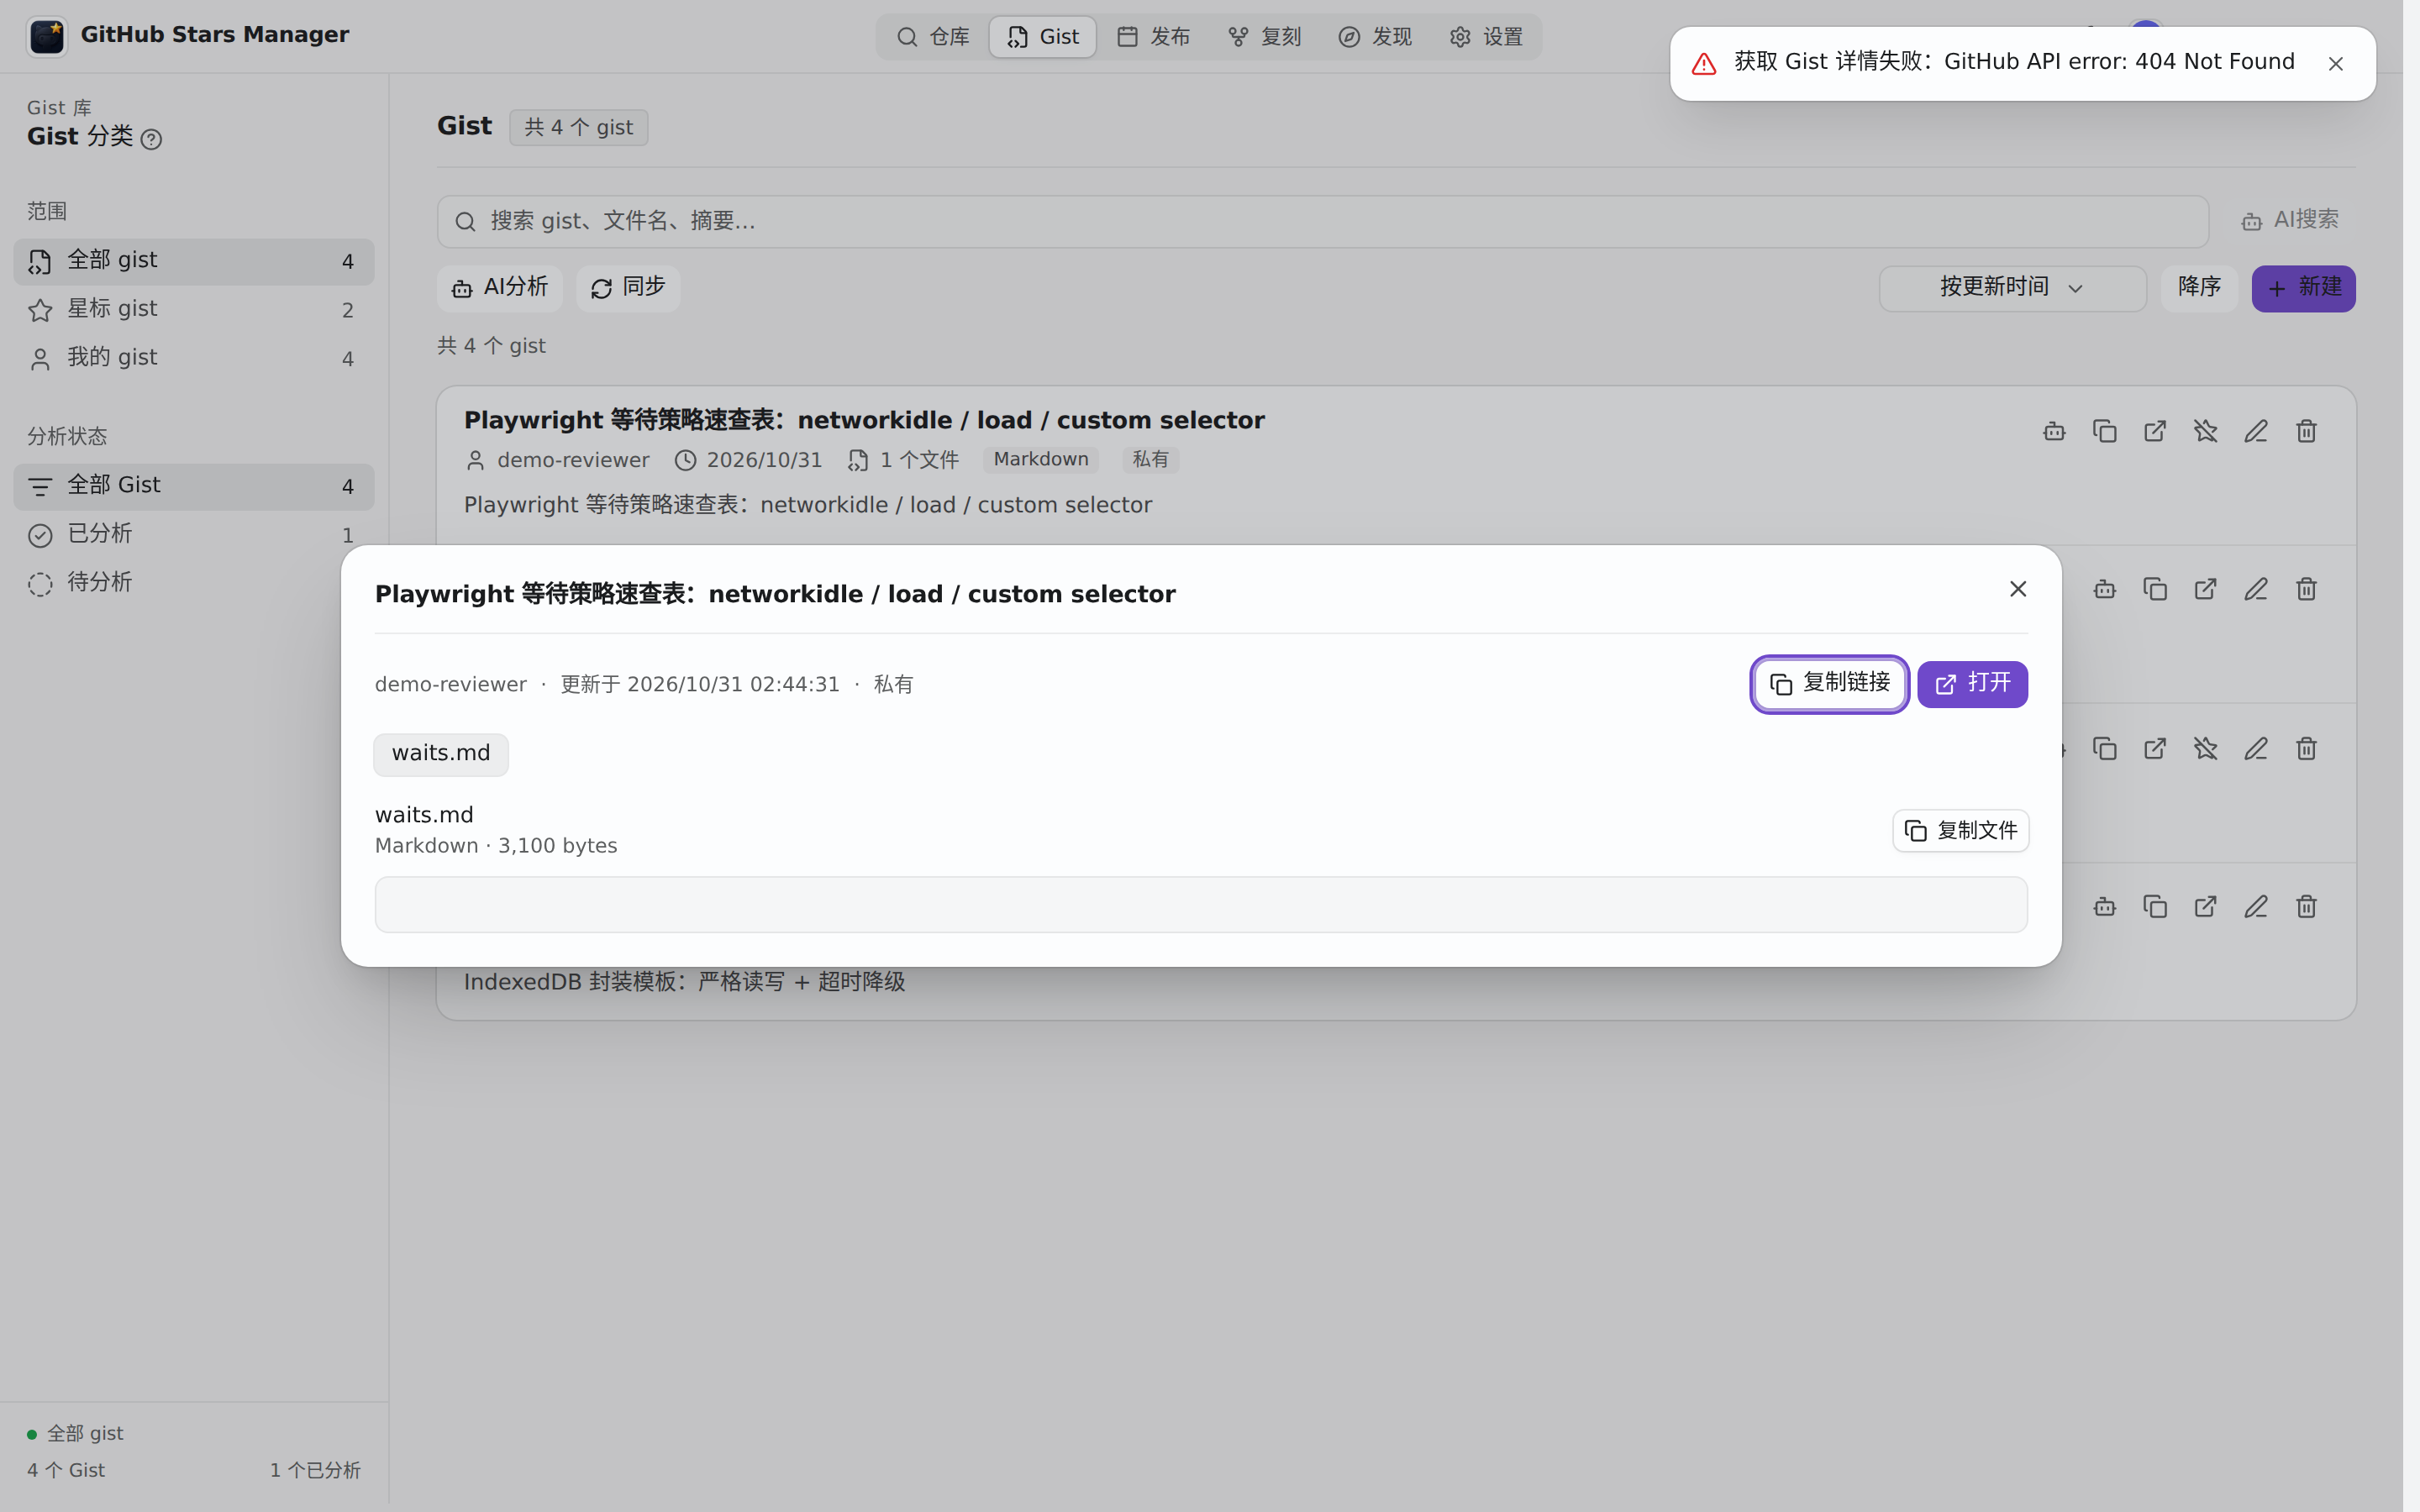 GitHub Stars Manager
仓库
Gist
发布
复刻
发现
设置
获取 Gist 详情失败：GitHub API error: 404 Not Found
Gist 库
Gist 分类
范围
全部 gist 4
星标 gist 2
我的 gist 4
分析状态
全部 Gist 4
已分析 1
待分析
Gist 共 4 个 gist
搜索 gist、文件名、摘要...
AI搜索
AI分析 同步
按更新时间 降序 新建
共 4 个 gist
Playwright 等待策略速查表：networkidle / load / custom selector
demo-reviewer 2026/10/31 1 个文件 Markdown 私有
Playwright 等待策略速查表：networkidle / load / custom selector
Playwright 等待策略速查表：networkidle / load / custom selector
demo-reviewer · 更新于 2026/10/31 02:44:31 · 私有
复制链接 打开
waits.md
waits.md
Markdown · 3,100 bytes
复制文件
IndexedDB 封装模板：严格读写 + 超时降级
全部 gist
4 个 Gist 1 个已分析